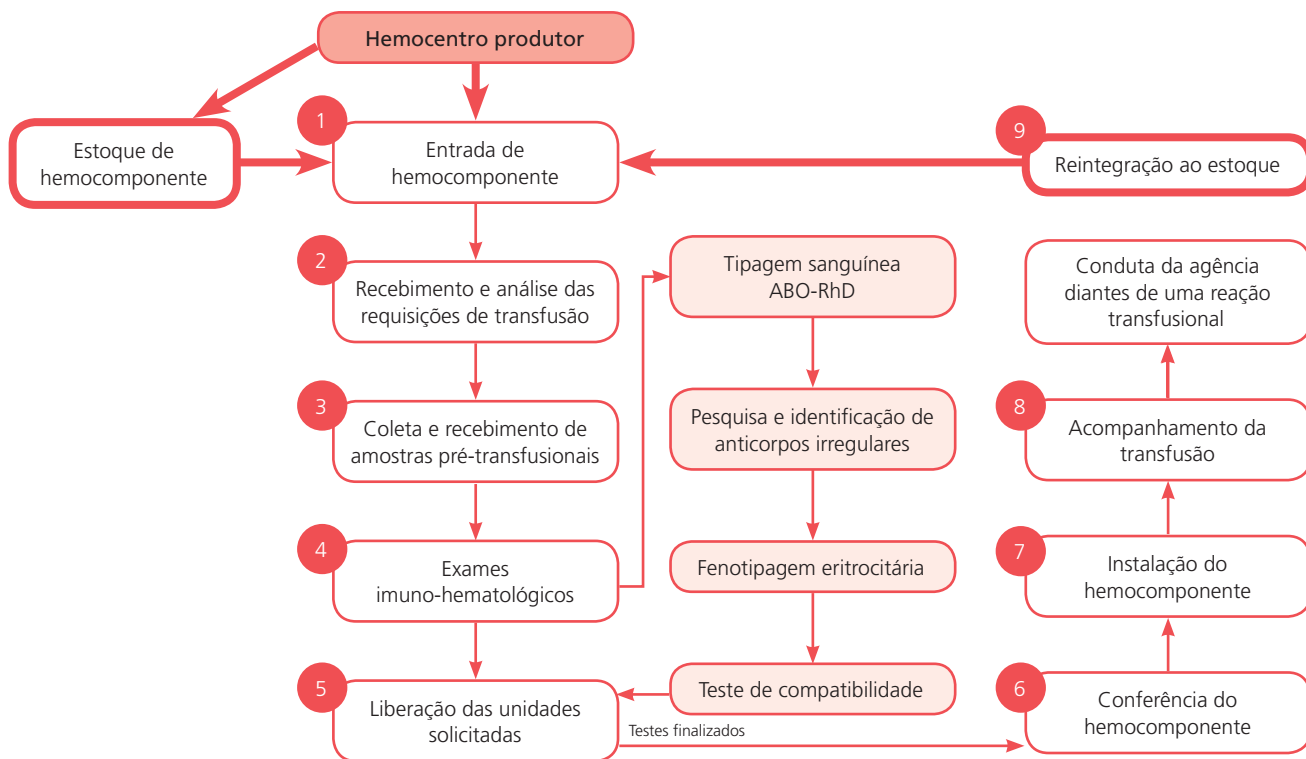 Hemocentro produtor
Estoque de
hemocomponente
1
Entrada de
hemocomponente
9
Reintegração ao estoque
2
Recebimento e análise das
requisições de transfusão
Tipagem sanguínea
ABO-RhD
Conduta da agência
diantes de uma reação
transfusional
3
Coleta e recebimento de
amostras pré-transfusionais
Pesquisa e identificação de
anticorpos irregulares
8
Acompanhamento da
transfusão
4
Exames
imuno-hematológicos
Fenotipagem eritrocitária
7
Instalação do
hemocomponente
5
Liberação das unidades
solicitadas
Teste de compatibilidade
Testes finalizados
6
Conferência do
hemocomponente